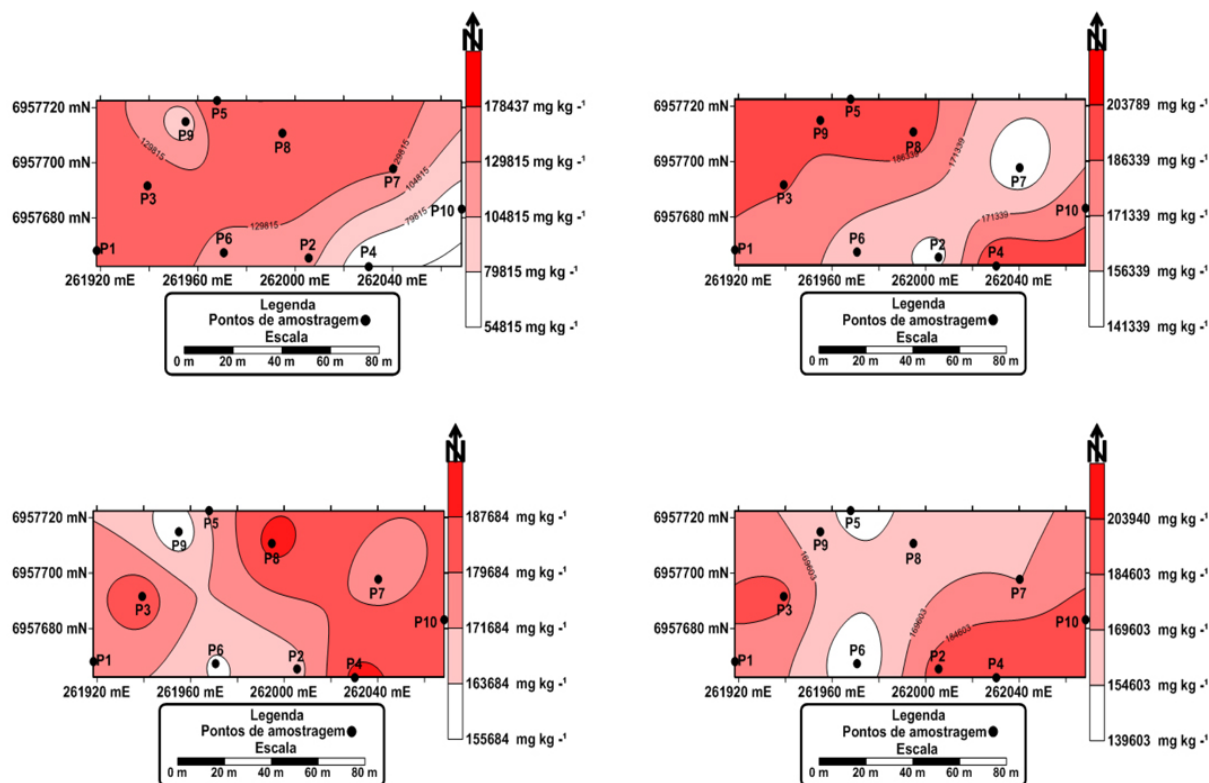 N
178437 mg kg -1
129815 mg kg -1
104815 mg kg -1
79815 mg kg -1
54815 mg kg -1
6957720 mN
6957700 mN
6957680 mN
P5
P9
P8
129815
P3
129815
P7
104815
P10
79815
129815
P1
P6
P2
P4
261920 mE 261960 mE 262000 mE 262040 mE
Legenda
Pontos de amostragem
Escala
0 m 20 m 40 m 60 m 80 m
N
203789 mg kg -1
186339 mg kg -1
171339 mg kg -1
156339 mg kg -1
141339 mg kg -1
6957720 mN
6957700 mN
6957680 mN
P5
P9
P8
186339
171339
P7
P3
P10
171339
P1
P6
P2
P4
261920 mE 261960 mE 262000 mE 262040 mE
Legenda
Pontos de amostragem
Escala
0 m 20 m 40 m 60 m 80 m
N
187684 mg kg -1
179684 mg kg -1
171684 mg kg -1
163684 mg kg -1
155684 mg kg -1
6957720 mN
6957700 mN
6957680 mN
P5
P9
P8
P7
P3
P10
P1
P6
P2
P4
261920 mE 261960 mE 262000 mE 262040 mE
Legenda
Pontos de amostragem
Escala
0 m 20 m 40 m 60 m 80 m
N
203940 mg kg -1
184603 mg kg -1
169603 mg kg -1
154603 mg kg -1
139603 mg kg -1
6957720 mN
6957700 mN
6957680 mN
P5
P9
P8
169603
P7
P3
169603
184603
P10
P1
P6
P2
P4
261920 mE 261960 mE 262000 mE 262040 mE
Legenda
Pontos de amostragem
Escala
0 m 20 m 40 m 60 m 80 m